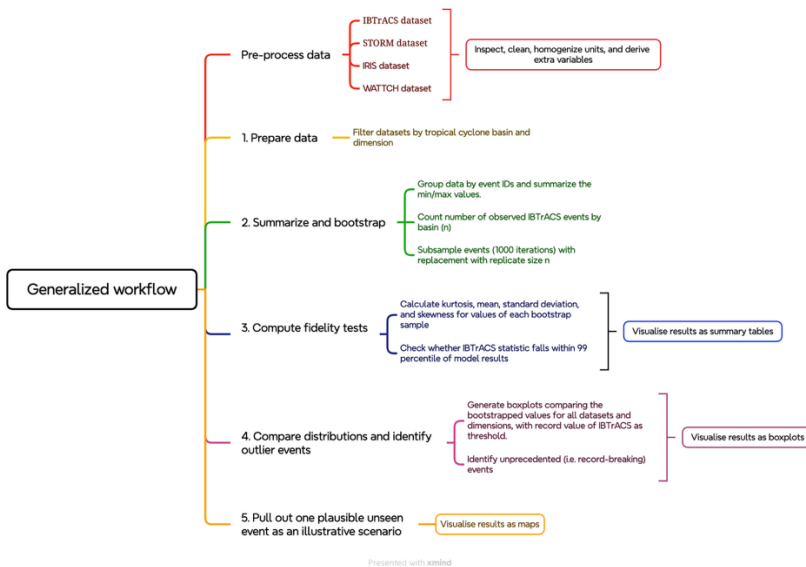 Generalized workflow
Pre-process data
IBTrACS dataset
STORM dataset
IRIS dataset
WATTCH dataset
Inspect, clean, homogenize units, and derive
extra variables
1. Prepare data
Filter datasets by tropical cyclone basin and
dimension
2. Summarize and bootstrap
Group data by event IDs and summarize the
min/max values.
Count number of observed IBTrACS events by
basin (n)
Subsample events (1000 iterations) with
replacement with replicate size n
3. Compute fidelity tests
Calculate kurtosis, mean, standard deviation,
and skewness for values of each bootstrap
sample
Check whether IBTrACS statistic falls within 99
percentile of model results
Visualise results as summary tables
4. Compare distributions and identify
outlier events
Generate boxplots comparing the
bootstrapped values for all datasets and
dimensions, with record value of IBTrACS as
threshold.
Identify unprecedented (i.e. record-breaking)
events
Visualise results as boxplots
5. Pull out one plausible unseen
event as an illustrative scenario
Visualise results as maps
Presented with xmind